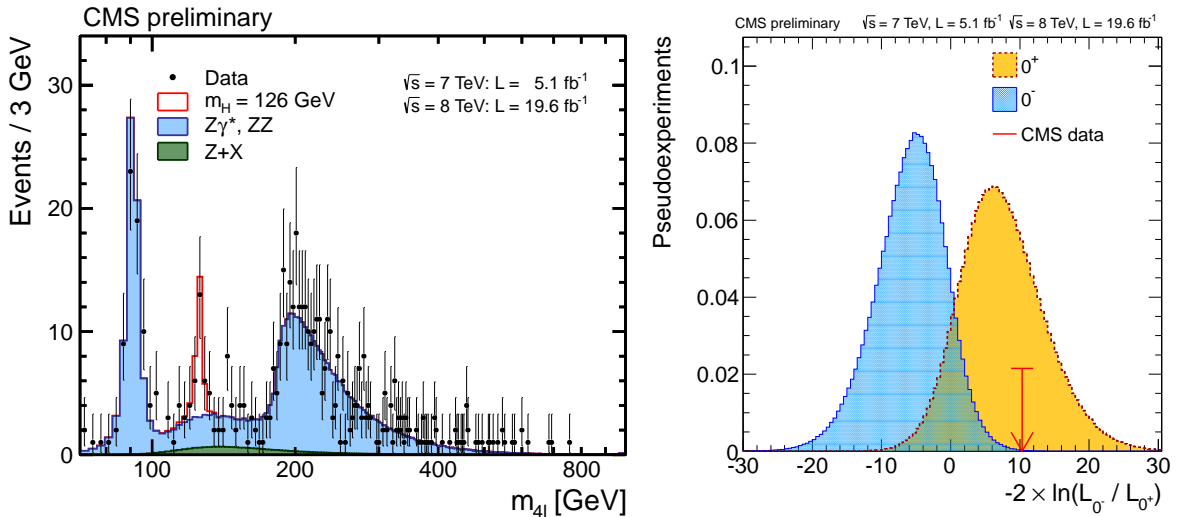 CMS preliminary
Events / 3 GeV
30
20
10
0
Data
m_H = 126 GeV
Zγ*, ZZ
Z+X
√s = 7 TeV: L = 5.1 fb⁻¹
√s = 8 TeV: L = 19.6 fb⁻¹
100 200 400 800
m_4l [GeV]
CMS preliminary √s = 7 TeV, L = 5.1 fb⁻¹ √s = 8 TeV, L = 19.6 fb⁻¹
Pseudoexperiments
0.1
0.08
0.06
0.04
0.02
0
0⁺
0⁻
CMS data
-30 -20 -10 0 10 20 30
-2 × ln(L_0⁻ / L_0⁺)